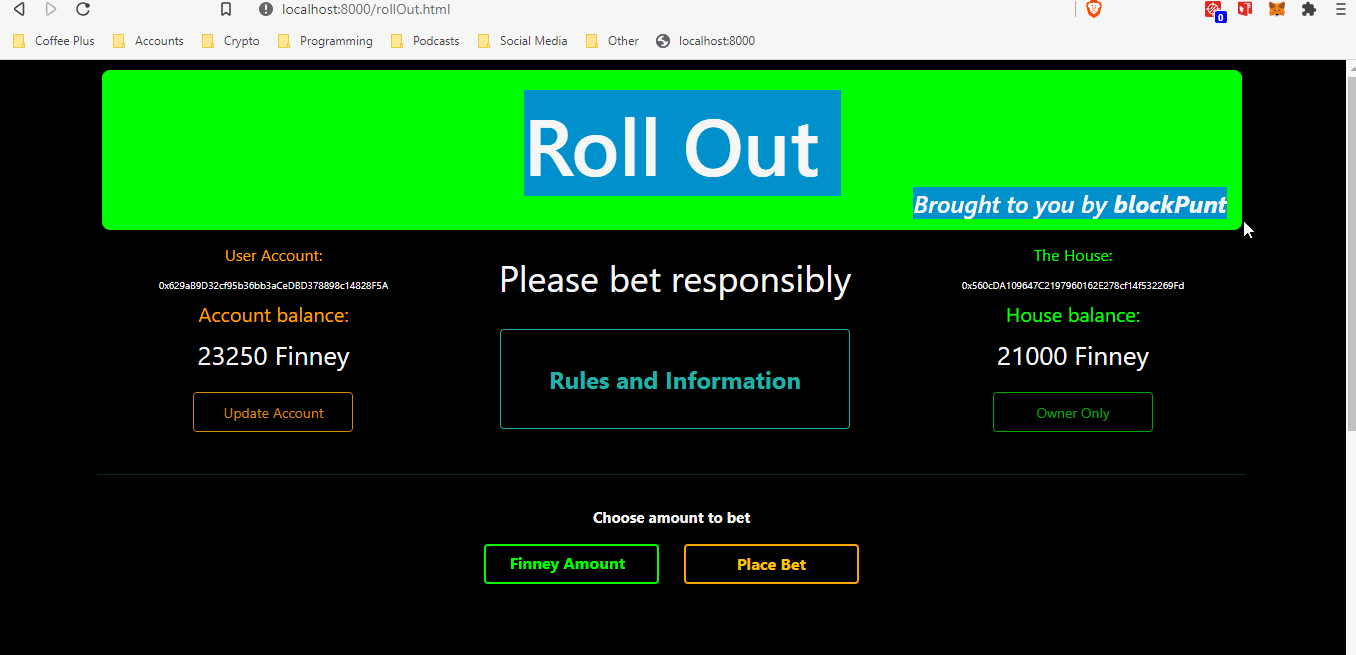 localhost:8000/rollOut.html
0
Coffee Plus Accounts Crypto Programming Podcasts Social Media Other localhost:8000
Roll Out
Brought to you by blockPunt
User Account:
0x629aB9D32cf95b36bb3aCeDBD378898c14828F5A
Account balance:
23250 Finney
Update Account
Please bet responsibly
Rules and Information
The House:
0x560cDA109647C2197960162E278cf14f532269Fd
House balance:
21000 Finney
Owner Only
Choose amount to bet
Finney Amount Place Bet